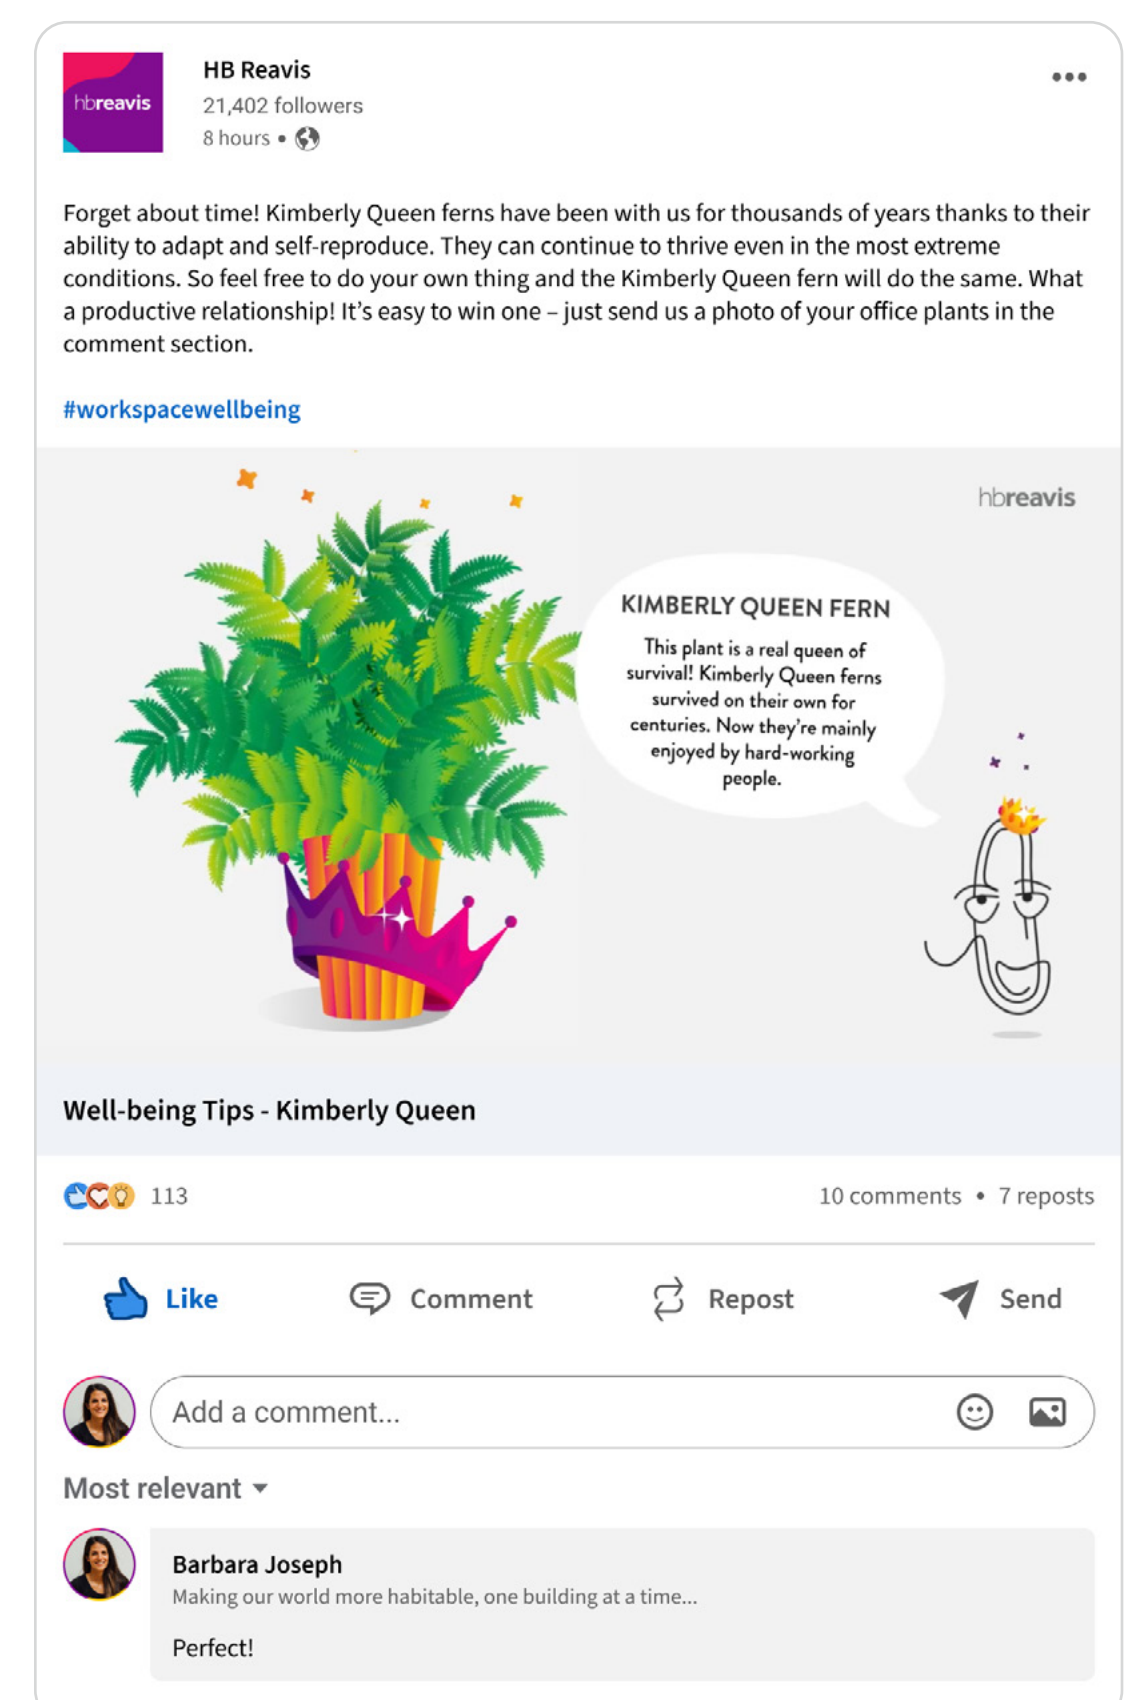 hbreavis
HB Reavis
21,402 followers
8 hours •
Forget about time! Kimberly Queen ferns have been with us for thousands of years thanks to their
ability to adapt and self-reproduce. They can continue to thrive even in the most extreme
conditions. So feel free to do your own thing and the Kimberly Queen fern will do the same. What
a productive relationship! It’s easy to win one – just send us a photo of your office plants in the
comment section.
#workspacewellbeing
hbreavis
KIMBERLY QUEEN FERN
This plant is a real queen of
survival! Kimberly Queen ferns
survived on their own for
centuries. Now they’re mainly
enjoyed by hard-working
people.
Well-being Tips - Kimberly Queen
113
10 comments • 7 reposts
Like
Comment
Repost
Send
Add a comment...
Most relevant
Barbara Joseph
Making our world more habitable, one building at a time...
Perfect!